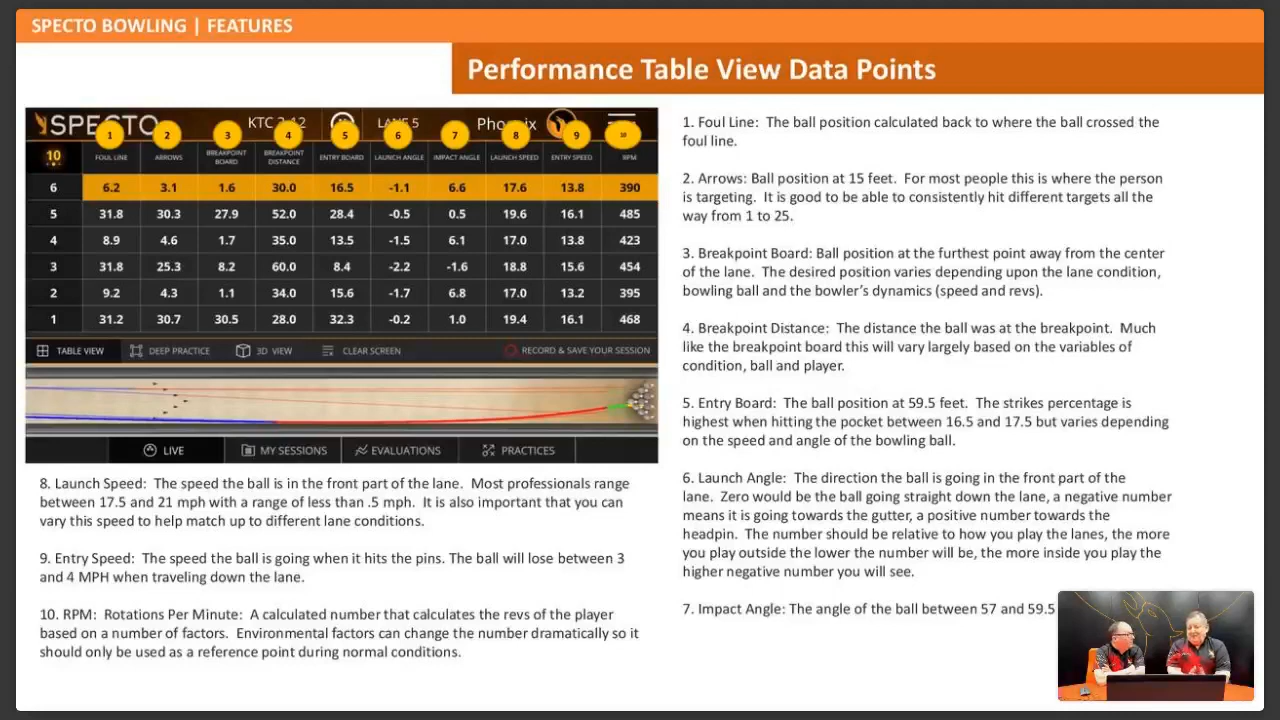 SPECTO BOWLING | FEATURES
Performance Table View Data Points
SPECTO
KTC
LANE 5
1 2 3 4 5 6 7 8 9 10
10 FOUL LINE ARROWS BREAKPOINT BOARD BREAKPOINT DISTANCE ENTRY BOARD LAUNCH ANGLE IMPACT ANGLE LAUNCH SPEED ENTRY SPEED RPM
6 6.2 3.1 1.6 30.0 16.5 -1.1 6.6 17.6 13.8 390
5 31.8 30.3 27.9 52.0 28.4 -0.5 0.5 19.6 16.1 485
4 8.9 4.6 1.7 35.0 13.5 -1.5 6.1 17.0 13.8 423
3 31.8 25.3 8.2 60.0 8.4 -2.2 -1.6 18.8 15.6 454
2 9.2 4.3 1.1 34.0 15.6 -1.7 6.8 17.0 13.2 395
1 31.2 30.7 30.5 28.0 32.3 -0.2 1.0 19.4 16.1 468
TABLE VIEW DEEP PRACTICE 3D VIEW CLEAR SCREEN RECORD & SAVE YOUR SESSION
LIVE MY SESSIONS EVALUATIONS PRACTICES
1. Foul Line: The ball position calculated back to where the ball crossed the
foul line.
2. Arrows: Ball position at 15 feet. For most people this is where the person
is targeting. It is good to be able to consistently hit different targets all the
way from 1 to 25.
3. Breakpoint Board: Ball position at the furthest point away from the center
of the lane. The desired position varies depending upon the lane condition,
bowling ball and the bowler's dynamics (speed and revs).
4. Breakpoint Distance: The distance the ball was at the breakpoint. Much
like the breakpoint board this will vary largely based on the variables of
condition, ball and player.
5. Entry Board: The ball position at 59.5 feet. The strikes percentage is
highest when hitting the pocket between 16.5 and 17.5 but varies depending
on the speed and angle of the bowling ball.
6. Launch Angle: The direction the ball is going in the front part of the
lane. Zero would be the ball going straight down the lane, a negative number
means it is going towards the gutter, a positive number towards the
headpin. The number should be relative to how you play the lanes, the more
you play outside the lower the number will be, the more inside you play the
higher negative number you will see.
7. Impact Angle: The angle of the ball between 57 and 59.5
8. Launch Speed: The speed the ball is in the front part of the lane. Most professionals range
between 17.5 and 21 mph with a range of less than .5 mph. It is also important that you can
vary this speed to help match up to different lane conditions.
9. Entry Speed: The speed the ball is going when it hits the pins. The ball will lose between 3
and 4 MPH when traveling down the lane.
10. RPM: Rotations Per Minute: A calculated number that calculates the revs of the player
based on a number of factors. Environmental factors can change the number dramatically so it
should only be used as a reference point during normal conditions.